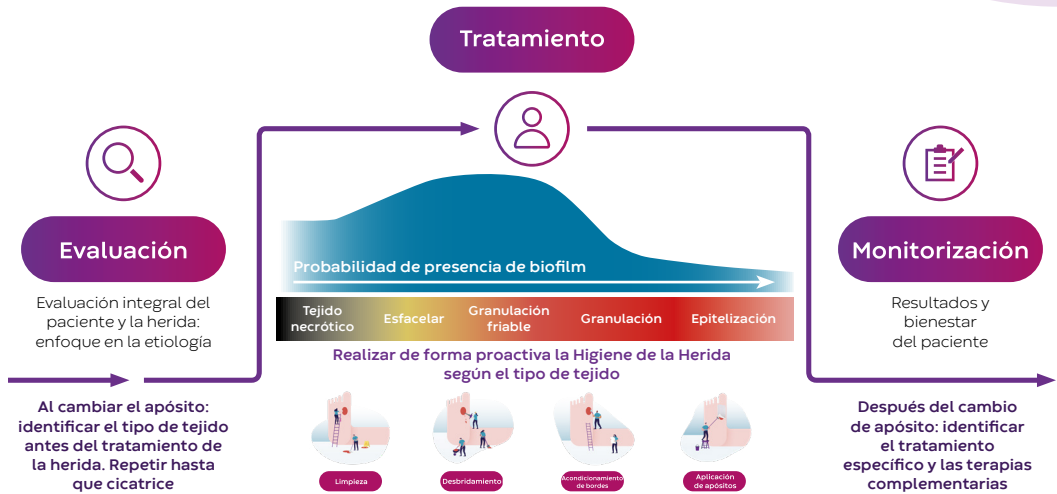 Tratamiento
Evaluación
Evaluación integral del
paciente y la herida:
enfoque en la etiología
Al cambiar el apósito:
identificar el tipo de tejido
antes del tratamiento de
la herida. Repetir hasta
que cicatrice
Probabilidad de presencia de biofilm
Tejido
necrótico
Esfacelar
Granulación
friable
Granulación
Epitelización
Realizar de forma proactiva la Higiene de la Herida
según el tipo de tejido
Limpieza
Desbridamiento
Acondicionamiento
de bordes
Aplicación
de apósitos
Monitorización
Resultados y
bienestar
del paciente
Después del cambio
de apósito: identificar
el tratamiento
específico y las terapias
complementarias